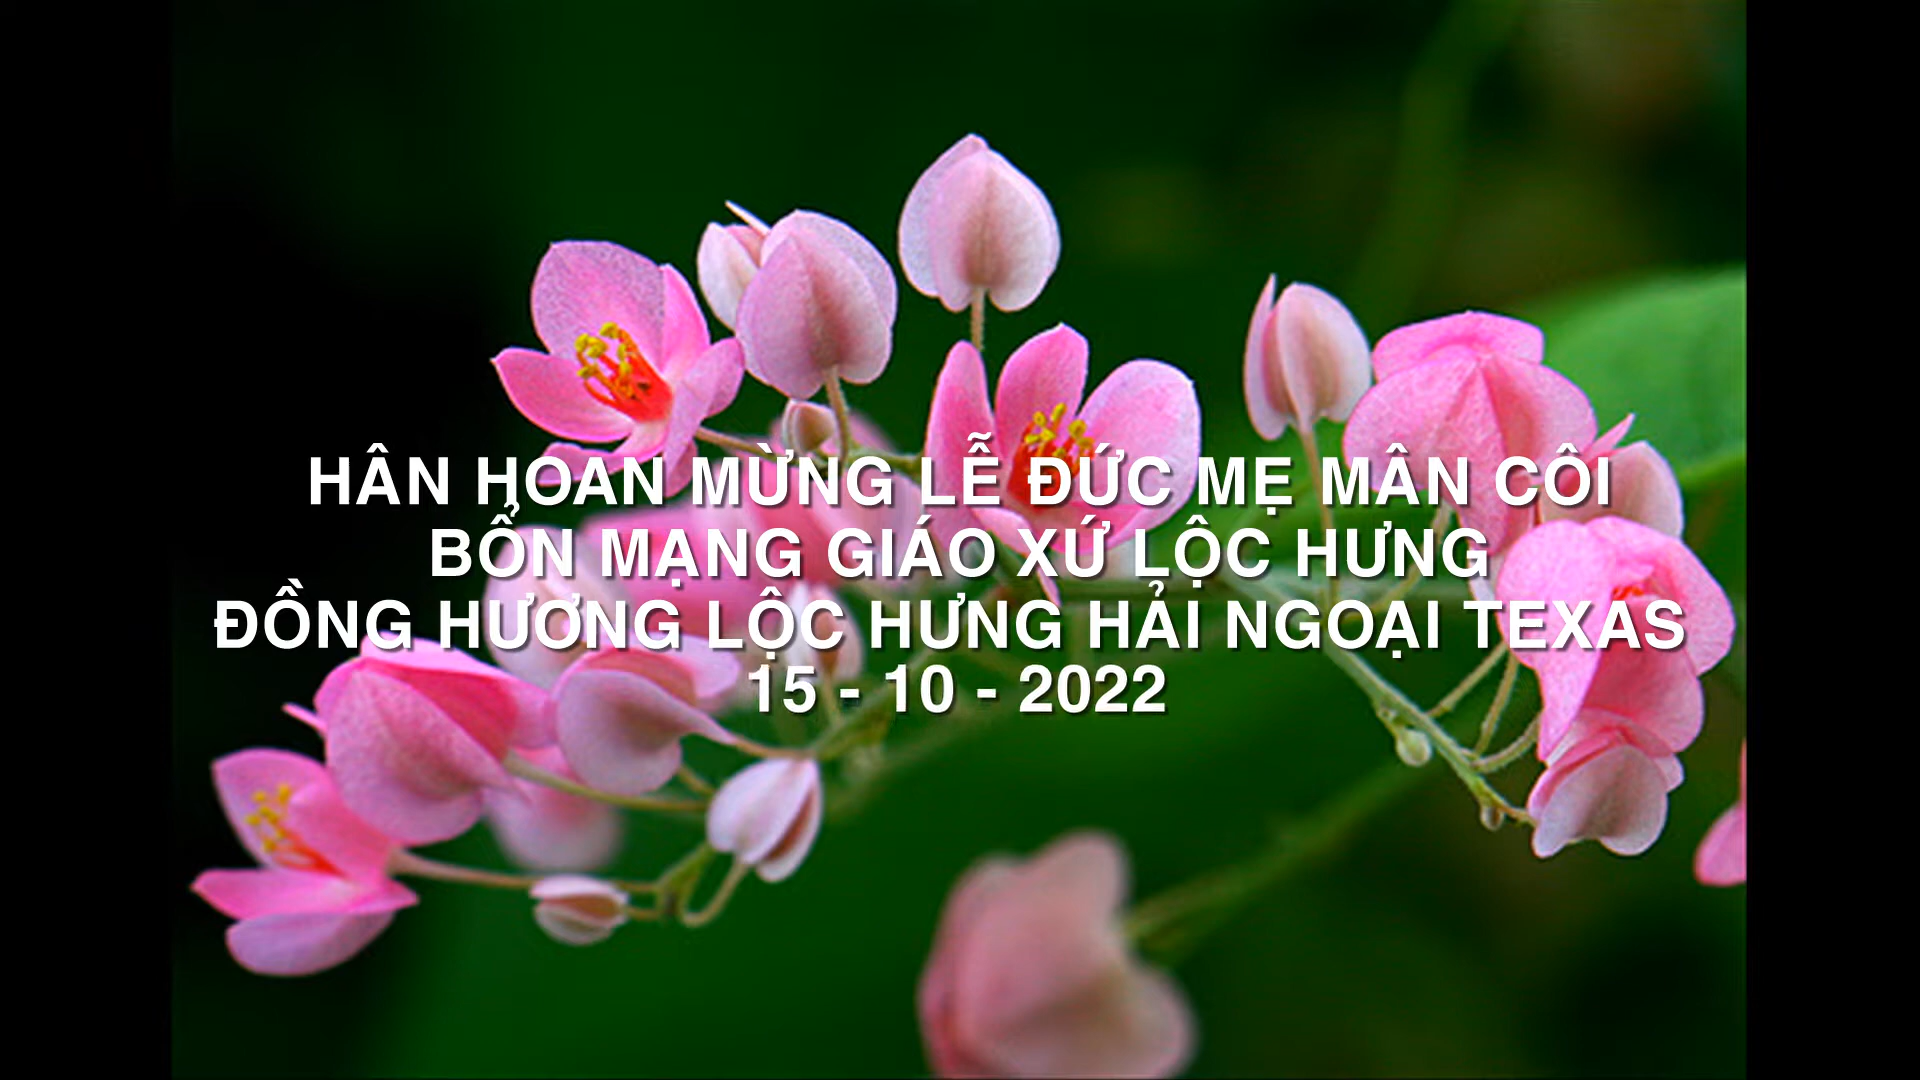 HÂN HOAN MỪNG LỄ ĐỨC MẸ MÂN CÔI
BỔN MẠNG GIÁO XỨ LỘC HƯNG
ĐỒNG HƯƠNG LỘC HƯNG HẢI NGOẠI TEXAS
15 - 10 - 2022